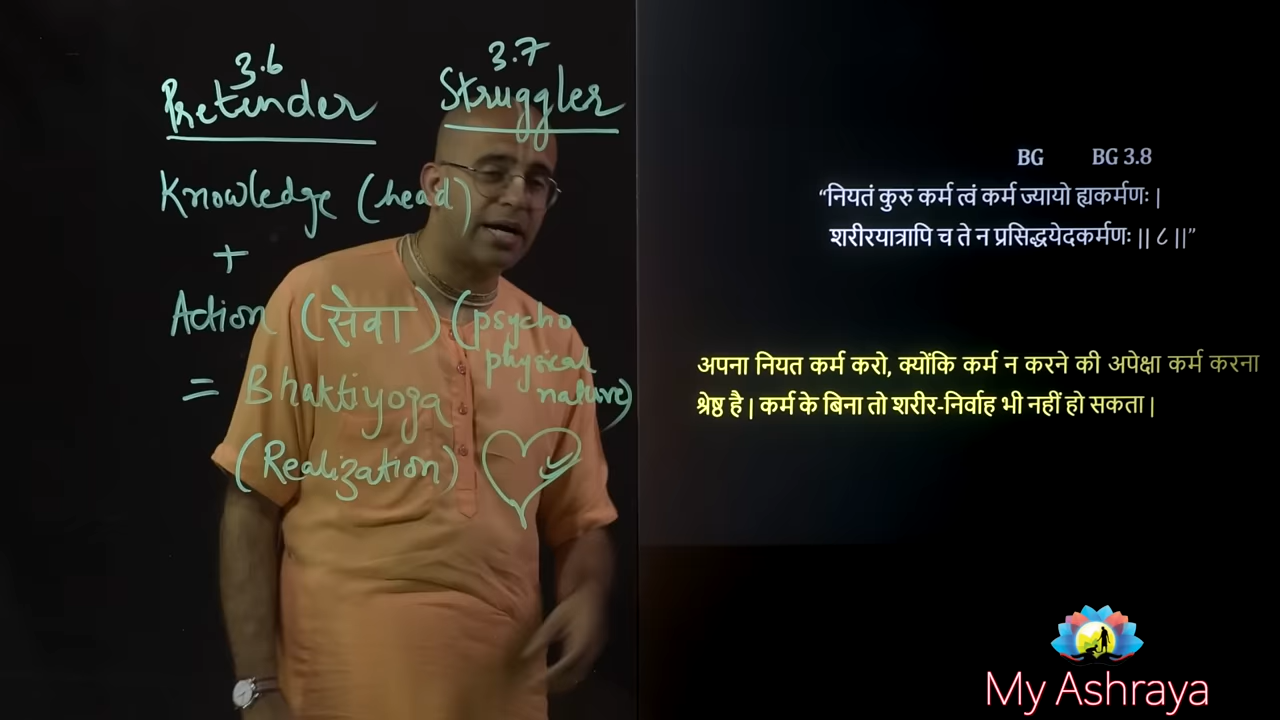 3.6
Pretender
3.7
Struggler
Knowledge (head)
+
Action (सेवा) (psycho
physical
nature)
= Bhaktiyoga
(Realization)
BG BG 3.8
“नियतं कुरु कर्म त्वं कर्म ज्यायो ह्यकर्मणः |
शरीरयात्रापि च ते न प्रसिद्धयेदकर्मणः || ८ ||”
अपना नियत कर्म करो, क्योंकि कर्म न करने की अपेक्षा कर्म करना
श्रेष्ठ है | कर्म के बिना तो शरीर-निर्वाह भी नहीं हो सकता |
My Ashraya